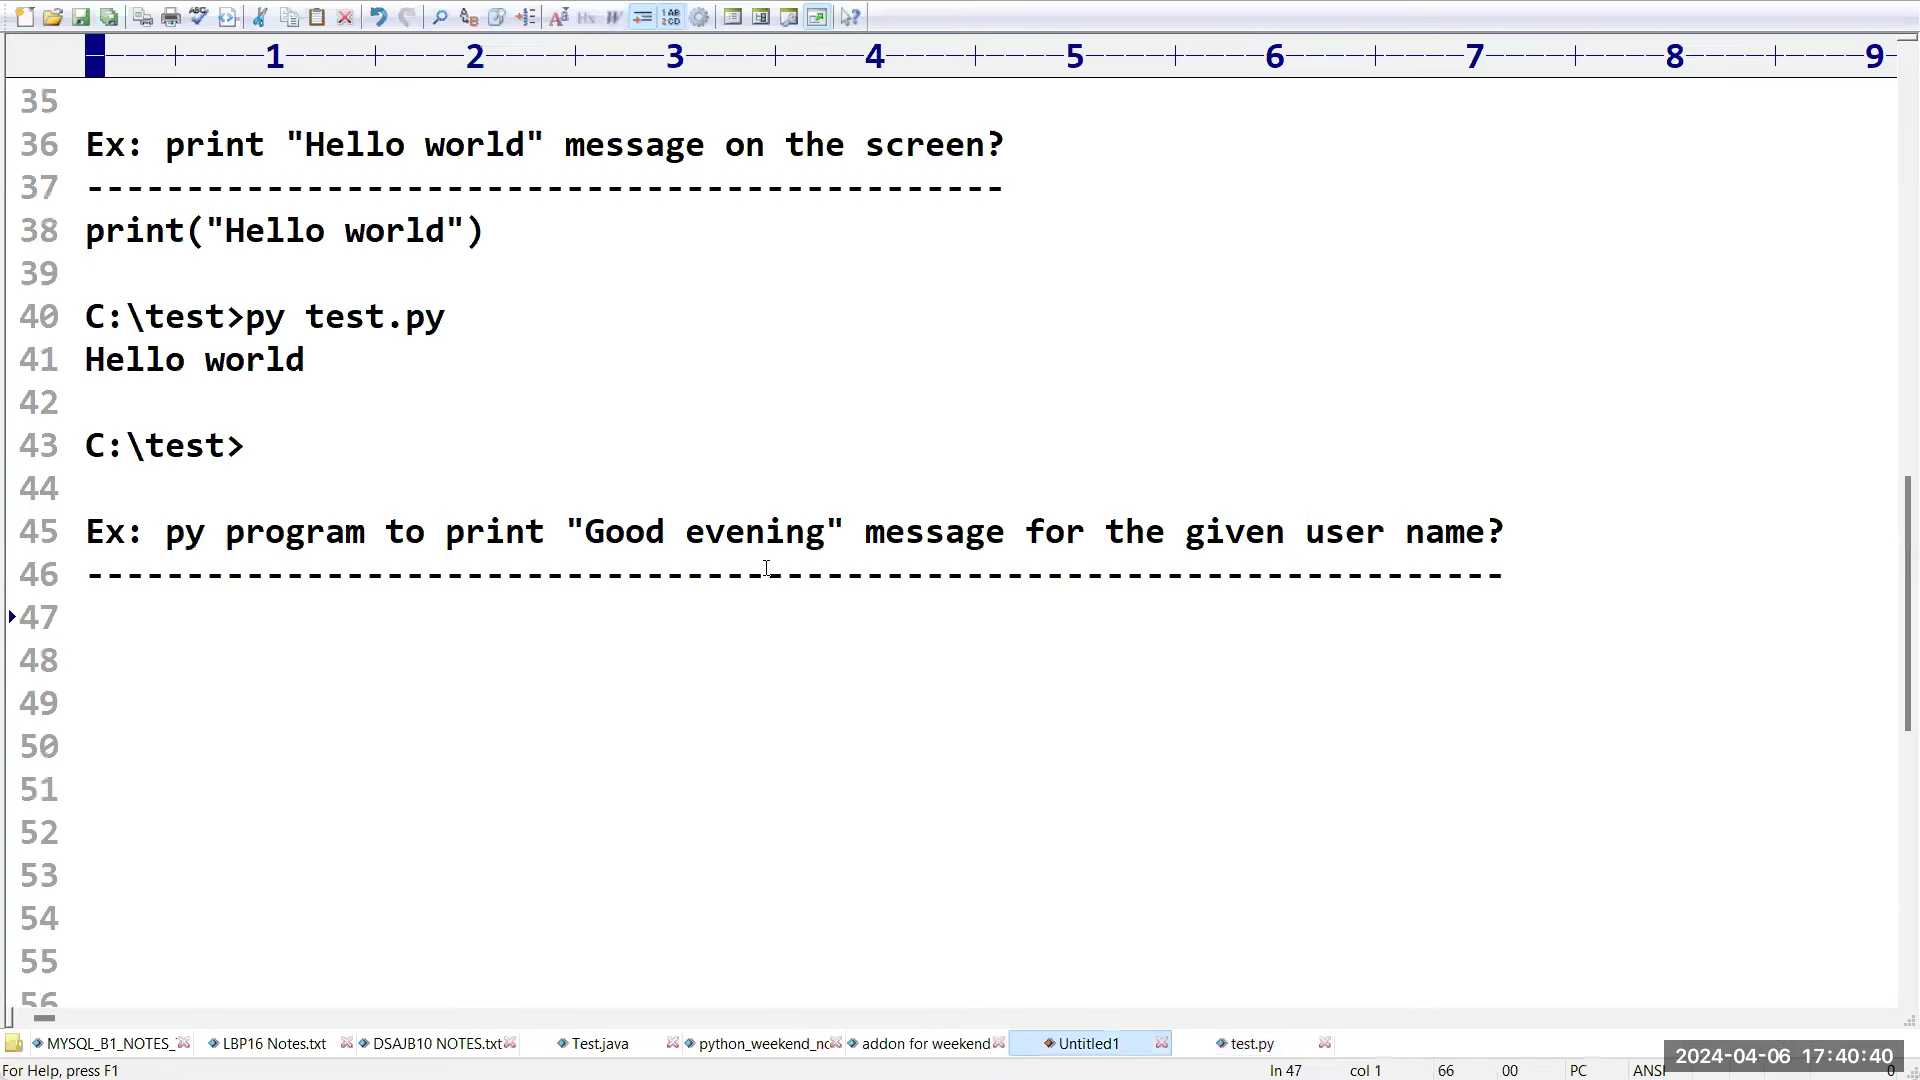 1 2 3 4 5 6 7 8 9
35
36 Ex: print "Hello world" message on the screen?
37 ----------------------------------------------
38 print("Hello world")
39
40 C:\test>py test.py
41 Hello world
42
43 C:\test>
44
45 Ex: py program to print "Good evening" message for the given user name?
46 -----------------------------------------------------------------------
47
48
49
50
51
52
53
54
55
56
MYSQL_B1_NOTES_ LBP16 Notes.txt DSAJB10 NOTES.txt Test.java python_weekend_no addon for weekend Untitled1 test.py
2024-04-06 17:40:40
For Help, press F1 ln 47 col 1 66 00 PC ANSI 0